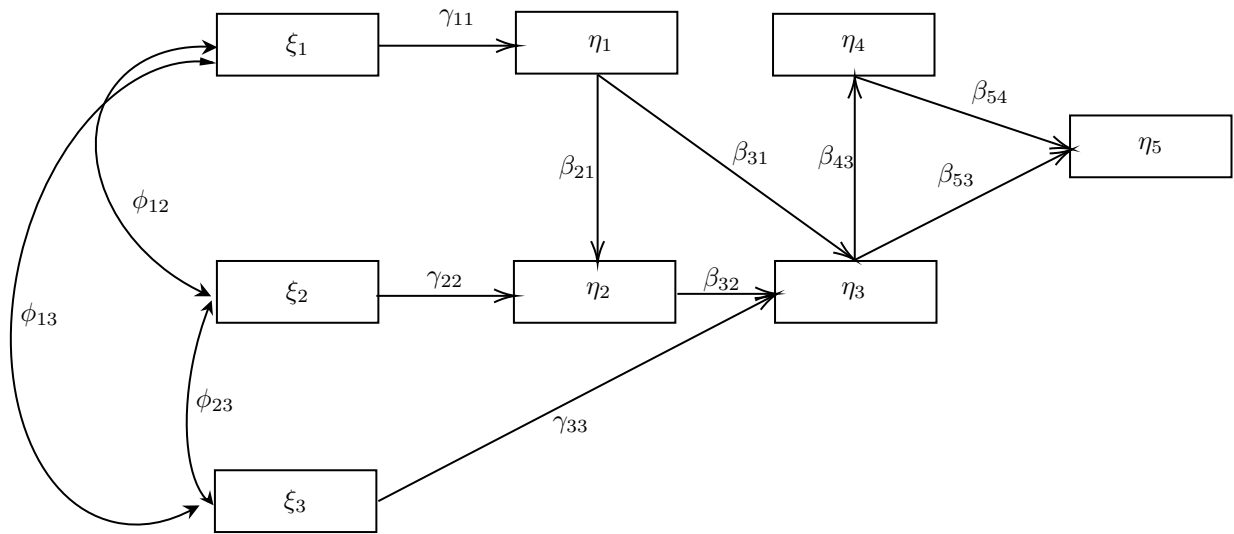 γ₁₁
ξ₁
η₁
η₄
β₅₄
η₅
β₃₁
β₄₃
β₂₁
β₅₃
ϕ₁₂
γ₂₂
β₃₂
ξ₂
η₂
η₃
ϕ₁₃
ϕ₂₃
γ₃₃
ξ₃